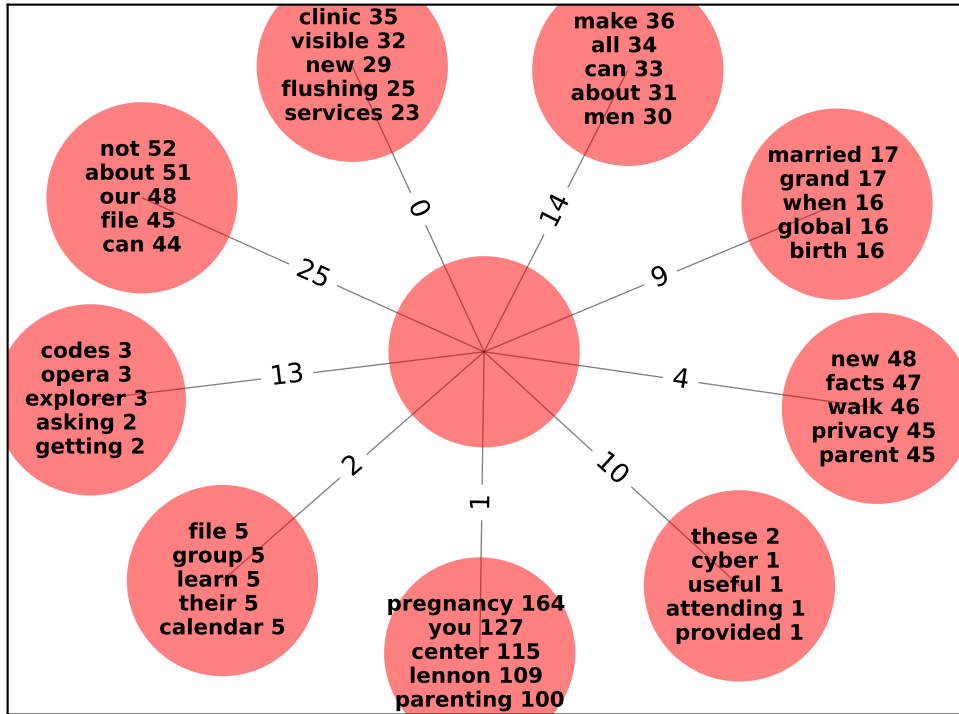 clinic 35
visible 32
new 29
flushing 25
services 23
make 36
all 34
can 33
about 31
men 30
not 52
about 51
our 48
file 45
can 44
married 17
grand 17
when 16
global 16
birth 16
0
14
25
9
codes 3
opera 3
explorer 3
asking 2
getting 2
13
4
new 48
facts 47
walk 46
privacy 45
parent 45
2
1
10
file 5
group 5
learn 5
their 5
calendar 5
pregnancy 164
you 127
center 115
lennon 109
parenting 100
these 2
cyber 1
useful 1
attending 1
provided 1